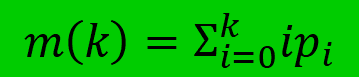 m(k) = Σ_{i=0}^{k} ip_i